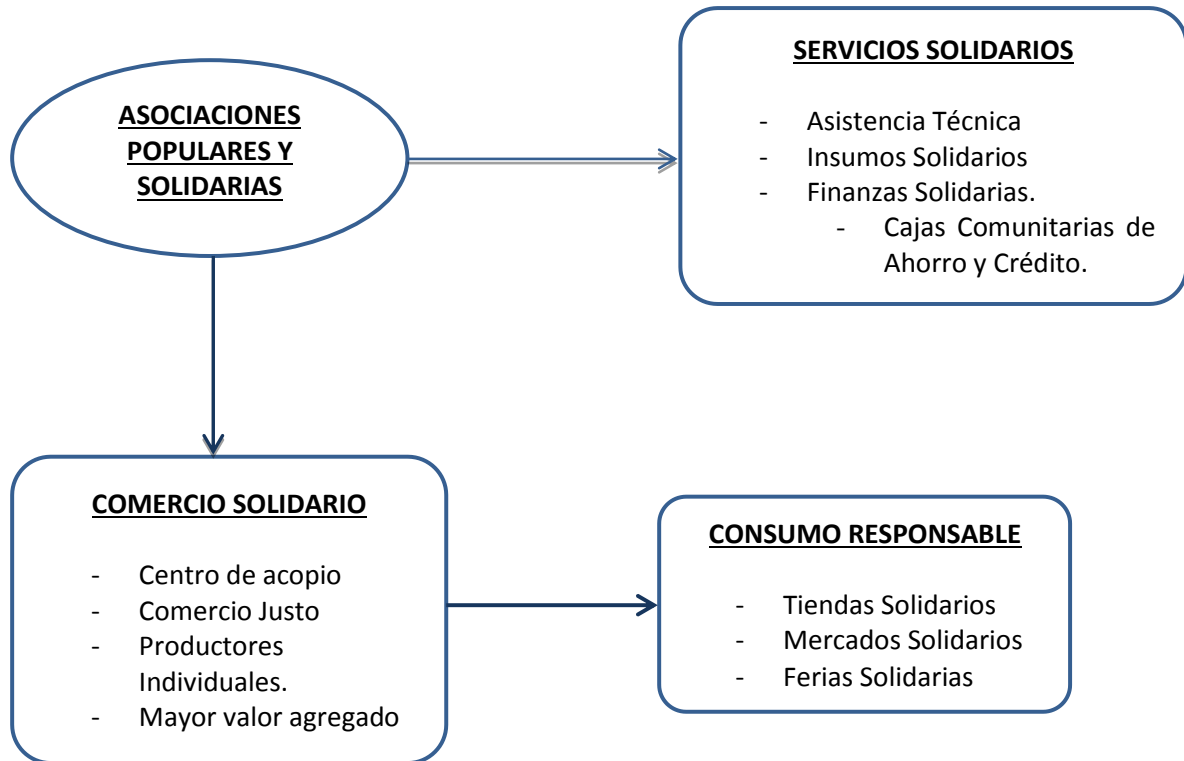 ASOCIACIONES
POPULARES Y
SOLIDARIAS
SERVICIOS SOLIDARIOS
- Asistencia Técnica
- Insumos Solidarios
- Finanzas Solidarias.
- Cajas Comunitarias de
Ahorro y Crédito.
COMERCIO SOLIDARIO
- Centro de acopio
- Comercio Justo
- Productores
Individuales.
- Mayor valor agregado
CONSUMO RESPONSABLE
- Tiendas Solidarios
- Mercados Solidarios
- Ferias Solidarias